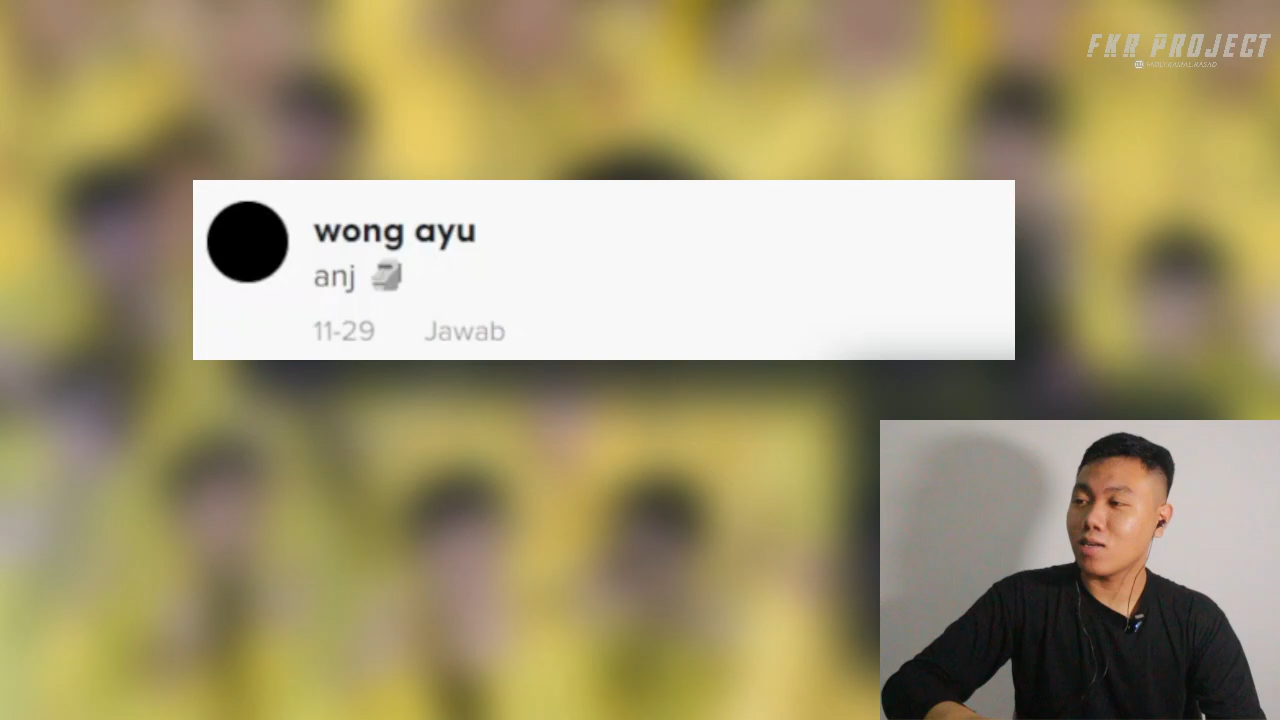 FKR PROJECT
wong ayu
anj 🗿
11-29 Jawab